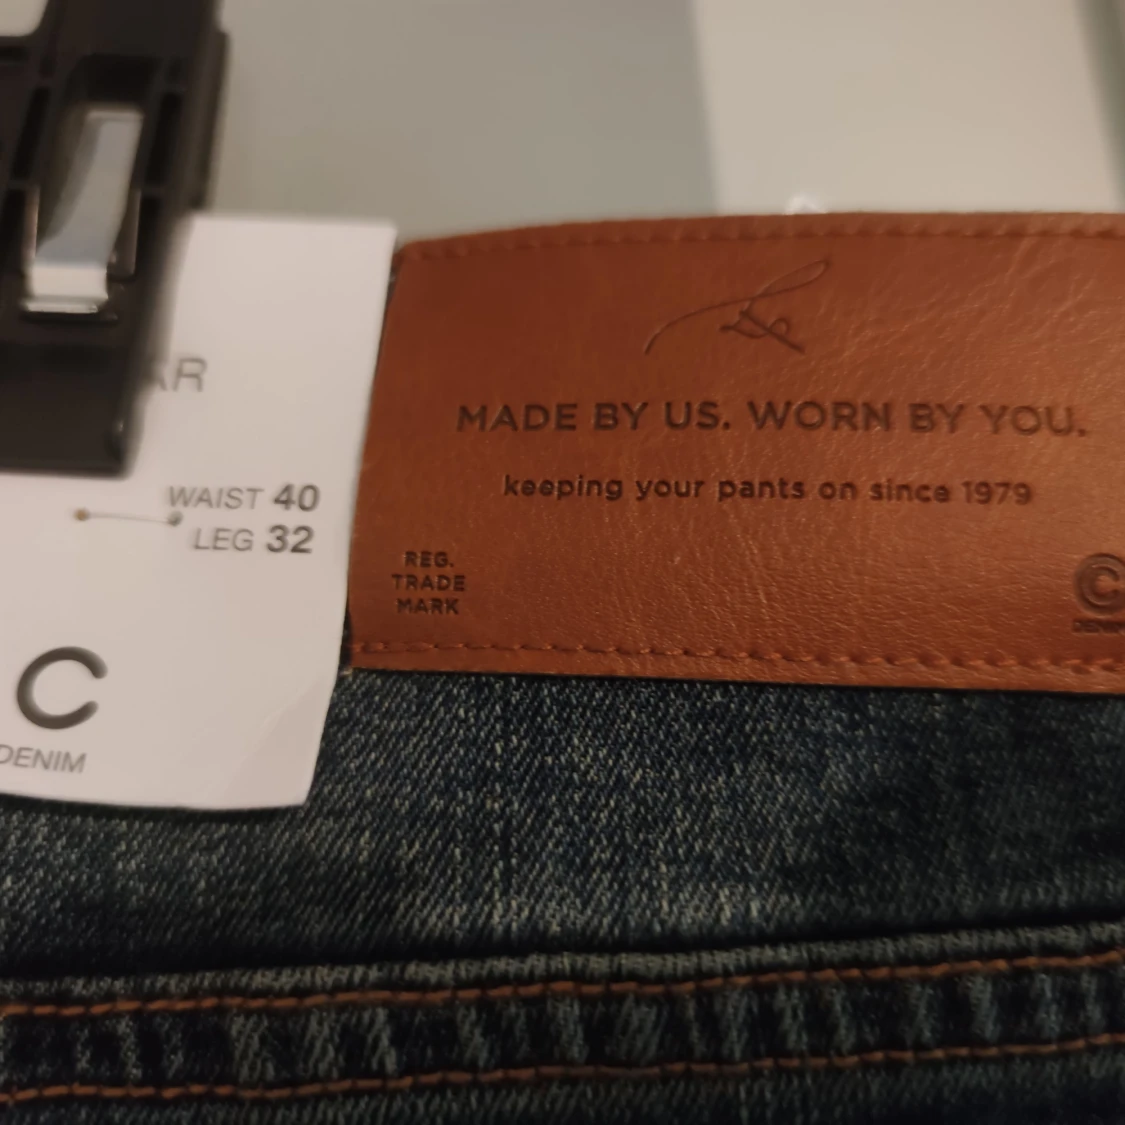 WAIST 40
LEG 32
C
DENIM
MADE BY US. WORN BY YOU.
keeping your pants on since 1979
REG.
TRADE
MARK
C
DENIM